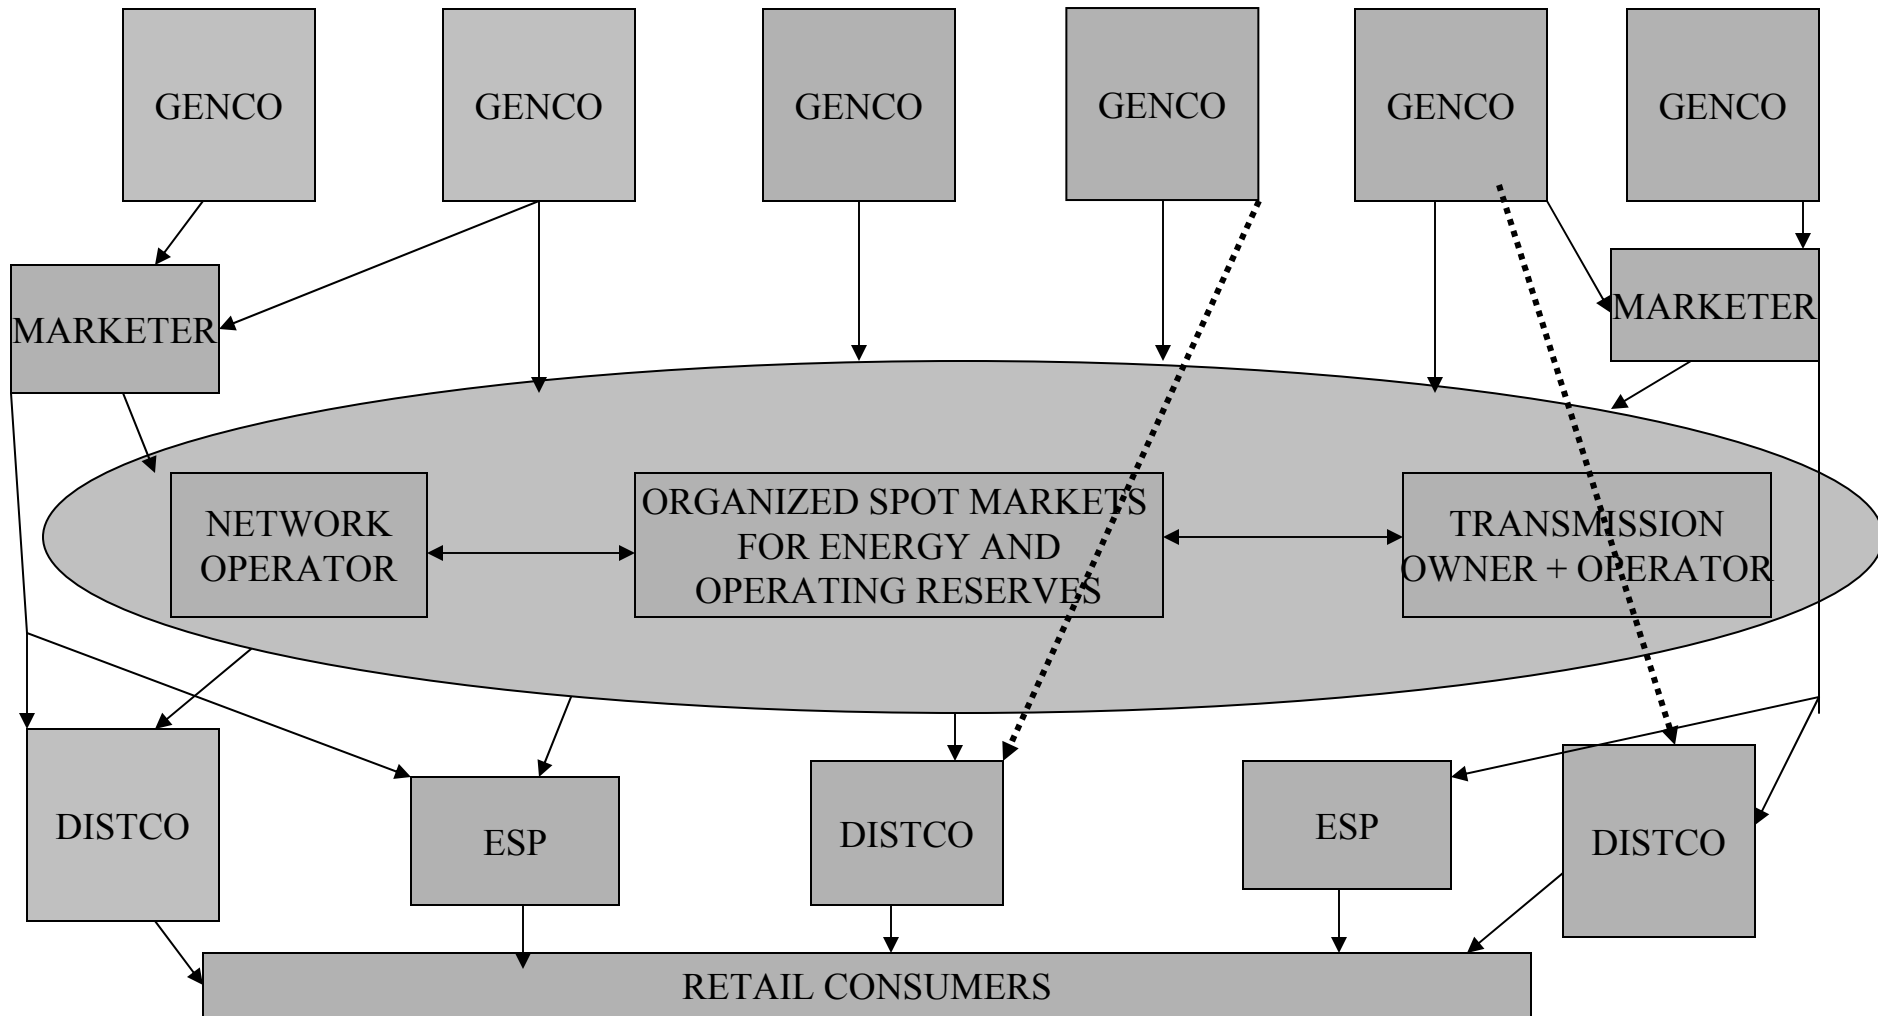 GENCO
GENCO
GENCO
GENCO
GENCO
GENCO
MARKETER
MARKETER
NETWORK
OPERATOR
ORGANIZED SPOT MARKETS
FOR ENERGY AND
OPERATING RESERVES
TRANSMISSION
OWNER + OPERATOR
DISTCO
ESP
DISTCO
ESP
DISTCO
RETAIL CONSUMERS